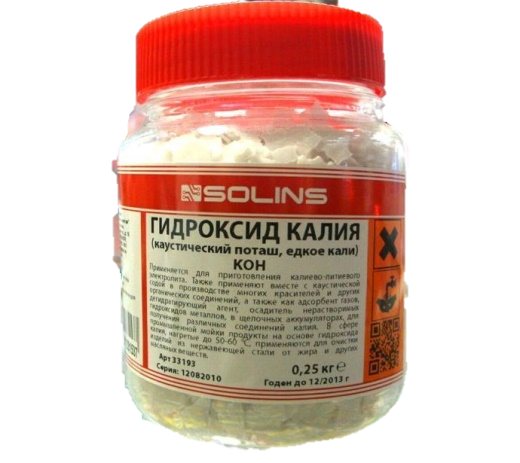 SOLINS
ГИДРОКСИД КАЛИЯ
(каустический поташ, едкое кали)
КОН
Применяется для приготовления калиево-литиевого
электролита. Также применяют вместе с каустической
содой в производстве многих красителей и других
органических соединений, а также как адсорбент газов,
дегидратирующий агент, осадитель нерастворимых
гидроксидов металлов, в щелочных аккумуляторах, для
получения различных соединений калия. В сфере
промышленной мойки продукты на основе гидроксида
калия, нагретые до 50-60 °С, применяются для очистки
изделия из нержавеющей стали от жира и других
масляных веществ.
Арт 33193
Серия: 12082010
0,25 кг
Годен до 12/2013 г